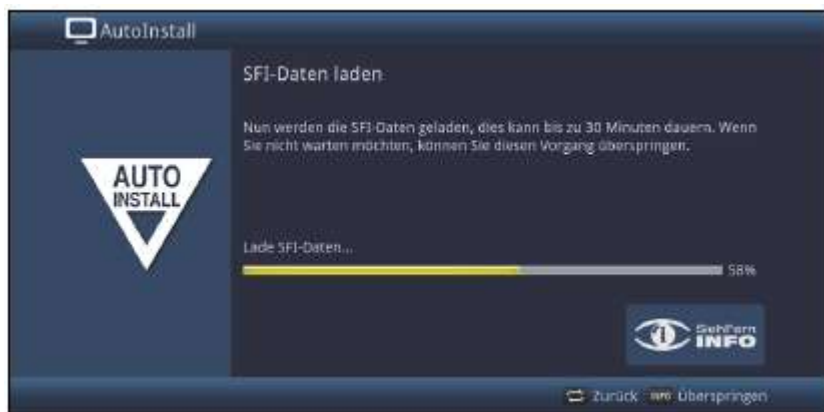 AutoInstall
SFI-Daten laden
Nun werden die SFI-Daten geladen, dies kann bis zu 30 Minuten dauern. Wenn
Sie nicht warten möchten, können Sie diesen Vorgang überspringen.
AUTO
INSTALL
Lade SFI-Daten...
58%
SehFern
INFO
Zurück INFO Überspringen